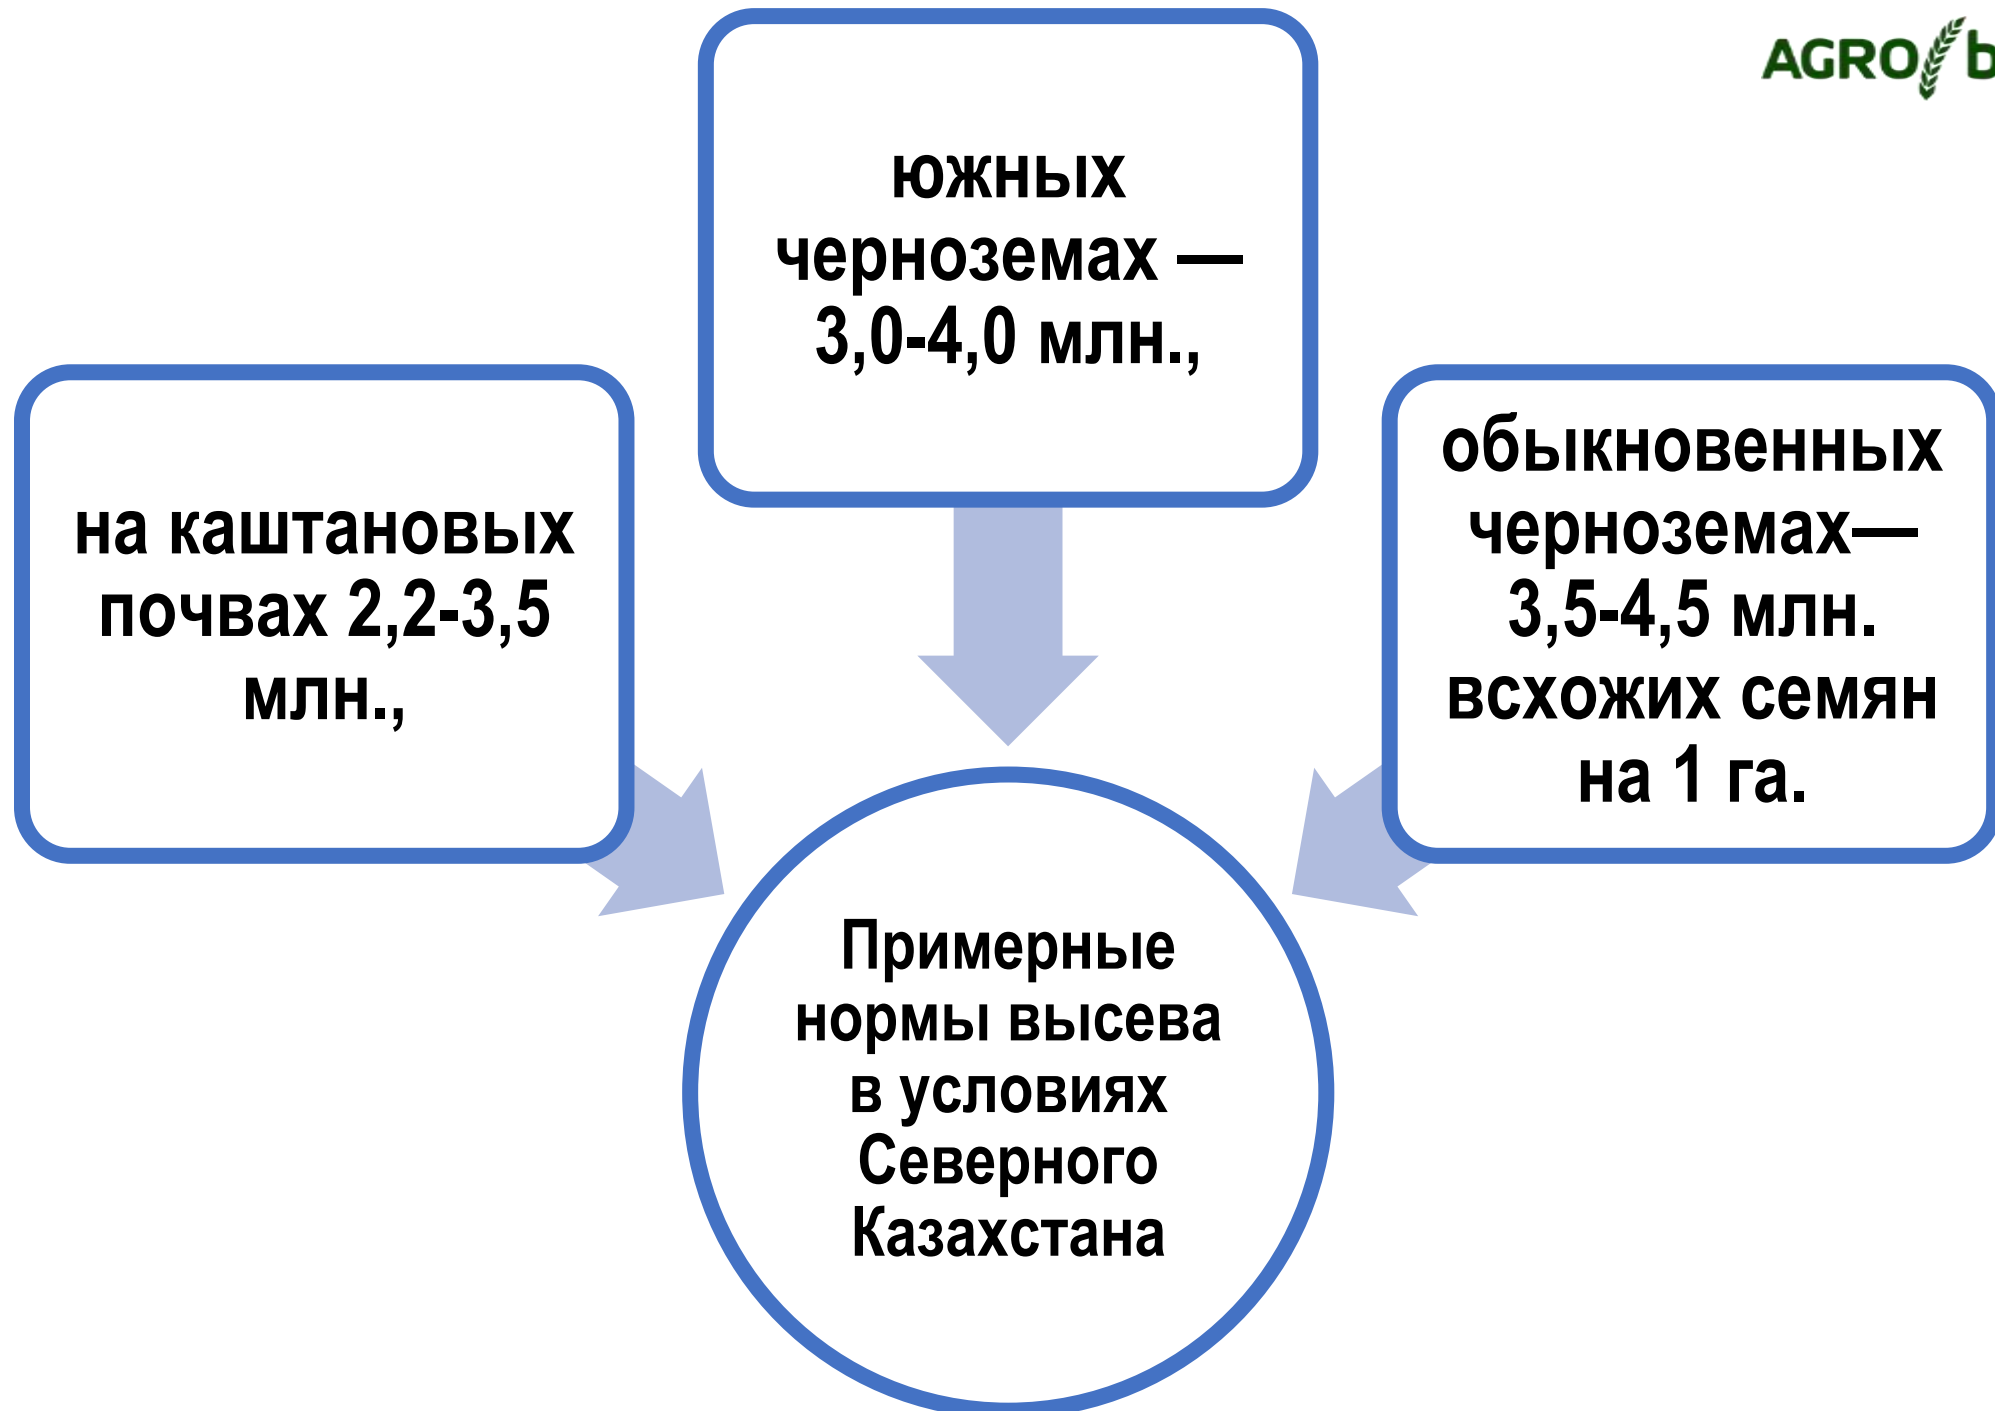 AGRO b
южных
черноземах —
3,0-4,0 млн.,
на каштановых
почвах 2,2-3,5
млн.,
обыкновенных
черноземах—
3,5-4,5 млн.
всхожих семян
на 1 га.
Примерные
нормы высева
в условиях
Северного
Казахстана